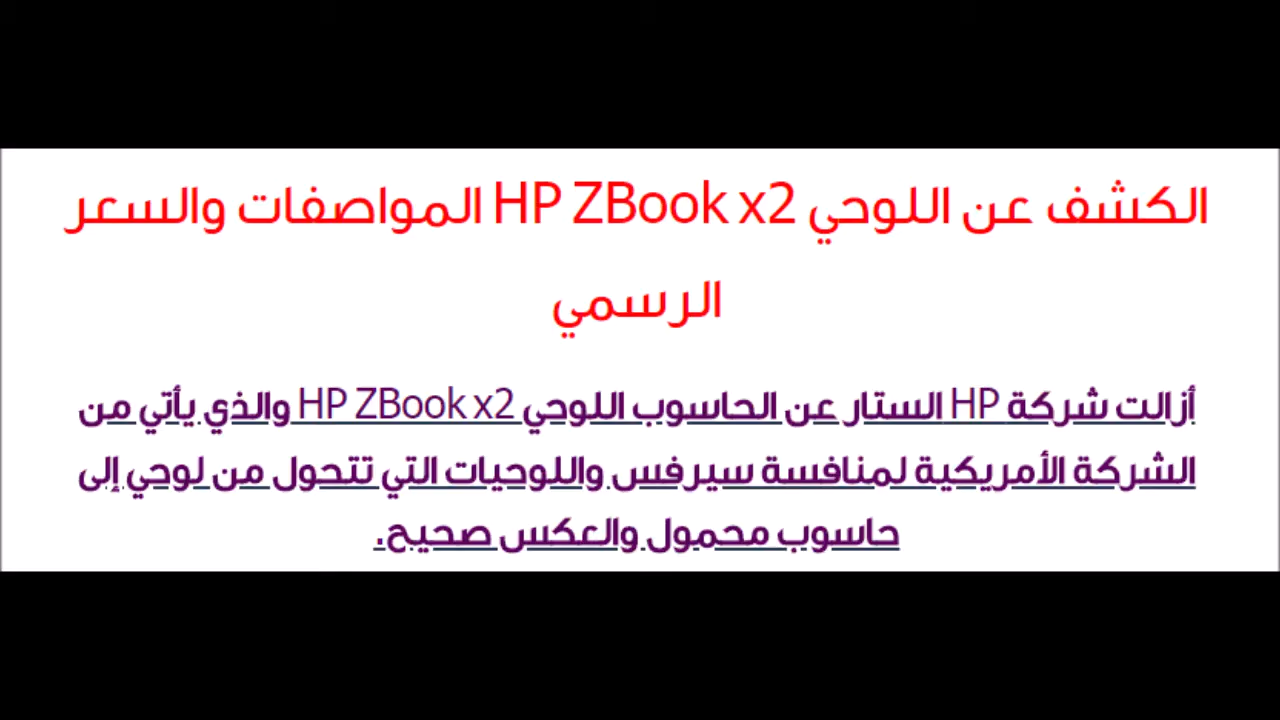 الكشف عن اللوحي HP ZBook x2 المواصفات والسعر
الرسمي
أزالت شركة HP الستار عن الحاسوب اللوحي HP ZBook x2 والذي يأتي من
الشركة الأمريكية لمنافسة سيرفس واللوحيات التي تتحول من لوحي إلى
حاسوب محمول والعكس صحيح.